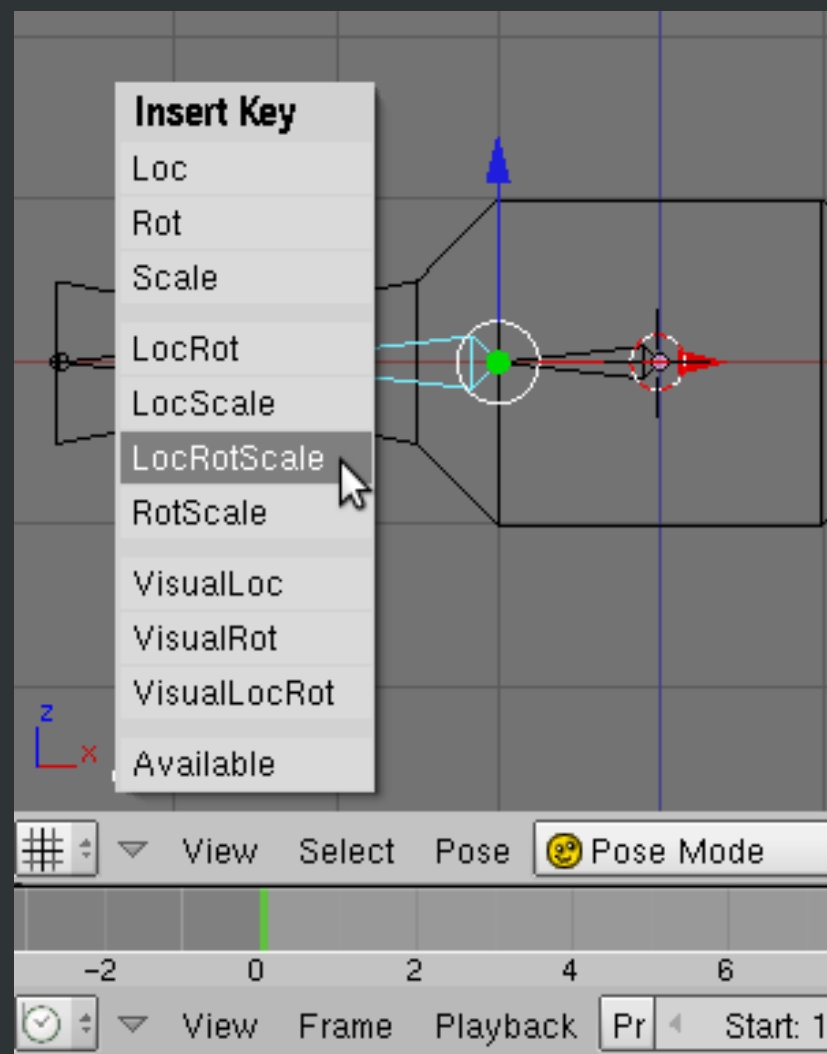 Insert Key
Loc
Rot
Scale
LocRot
LocScale
LocRotScale
RotScale
VisualLoc
VisualRot
VisualLocRot
Available
z
x
View Select Pose Pose Mode
-2 0 2 4 6
View Frame Playback Pr Start: 1